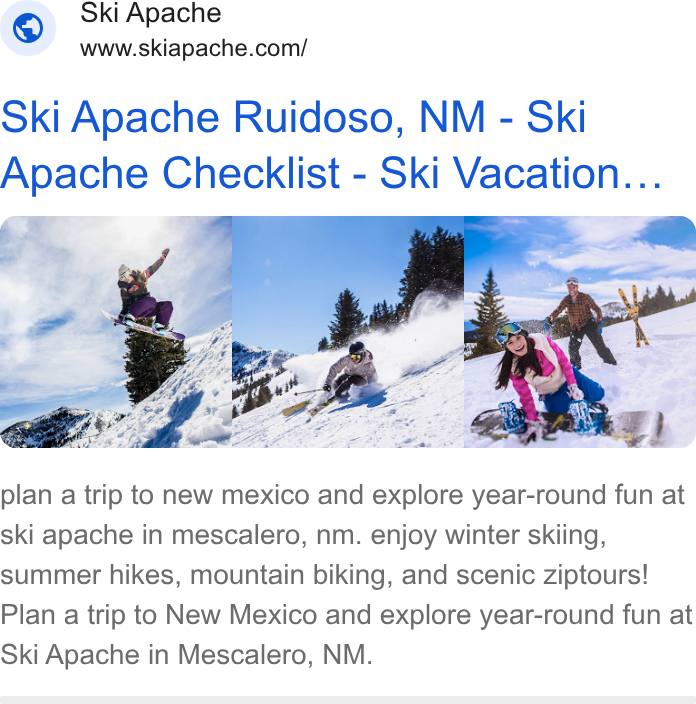 Ski Apache
www.skiapache.com/
Ski Apache Ruidoso, NM - Ski
Apache Checklist - Ski Vacation…
plan a trip to new mexico and explore year-round fun at
ski apache in mescalero, nm. enjoy winter skiing,
summer hikes, mountain biking, and scenic ziptours!
Plan a trip to New Mexico and explore year-round fun at
Ski Apache in Mescalero, NM.